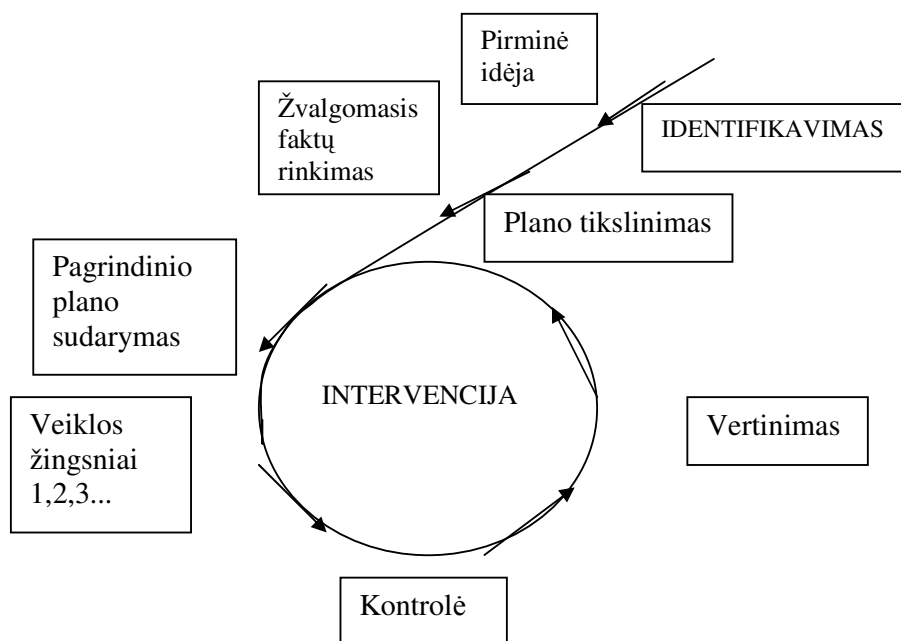 Pirminė
idėja
Žvalgomasis
faktų
rinkimas
IDENTIFIKAVIMAS
Plano tikslinimas
Pagrindinio
plano
sudarymas
INTERVENCIJA
Veiklos
žingsniai
1,2,3...
Vertinimas
Kontrolė